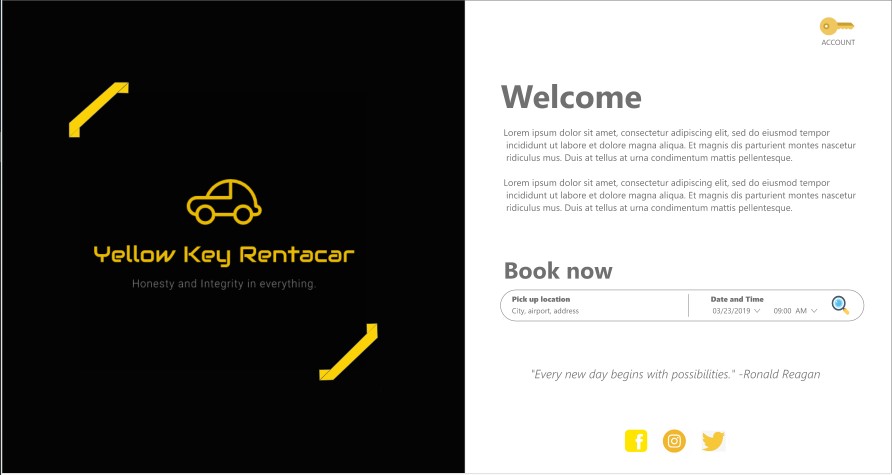 Yellow Key Rentacar
Honesty and Integrity in everything.
ACCOUNT
Welcome
Lorem ipsum dolor sit amet, consectetur adipiscing elit, sed do eiusmod tempor
incididunt ut labore et dolore magna aliqua. Et magnis dis parturient montes nascetur
ridiculus mus. Duis at tellus at urna condimentum mattis pellentesque.
Lorem ipsum dolor sit amet, consectetur adipiscing elit, sed do eiusmod tempor
incididunt ut labore et dolore magna aliqua. Et magnis dis parturient montes nascetur
ridiculus mus. Duis at tellus at urna condimentum mattis pellentesque.
Book now
Pick up location
City, airport, address
Date and Time
03/23/2019 09:00 AM
"Every new day begins with possibilities." -Ronald Reagan